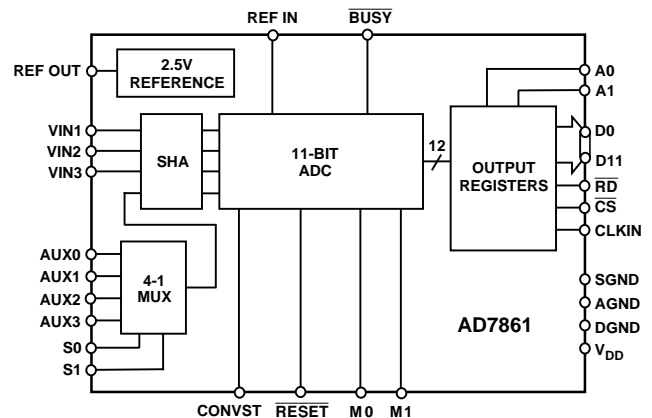 REF IN
BUSY
REF OUT
2.5V
REFERENCE
A0
A1
VIN1
VIN2
VIN3
SHA
11-BIT
ADC
12
OUTPUT
REGISTERS
D0
D11
RD
CS
CLKIN
AUX0
AUX1
AUX2
AUX3
4-1
MUX
S0
S1
SGND
AGND
DGND
VDD
AD7861
CONVST
RESET
M0
M1